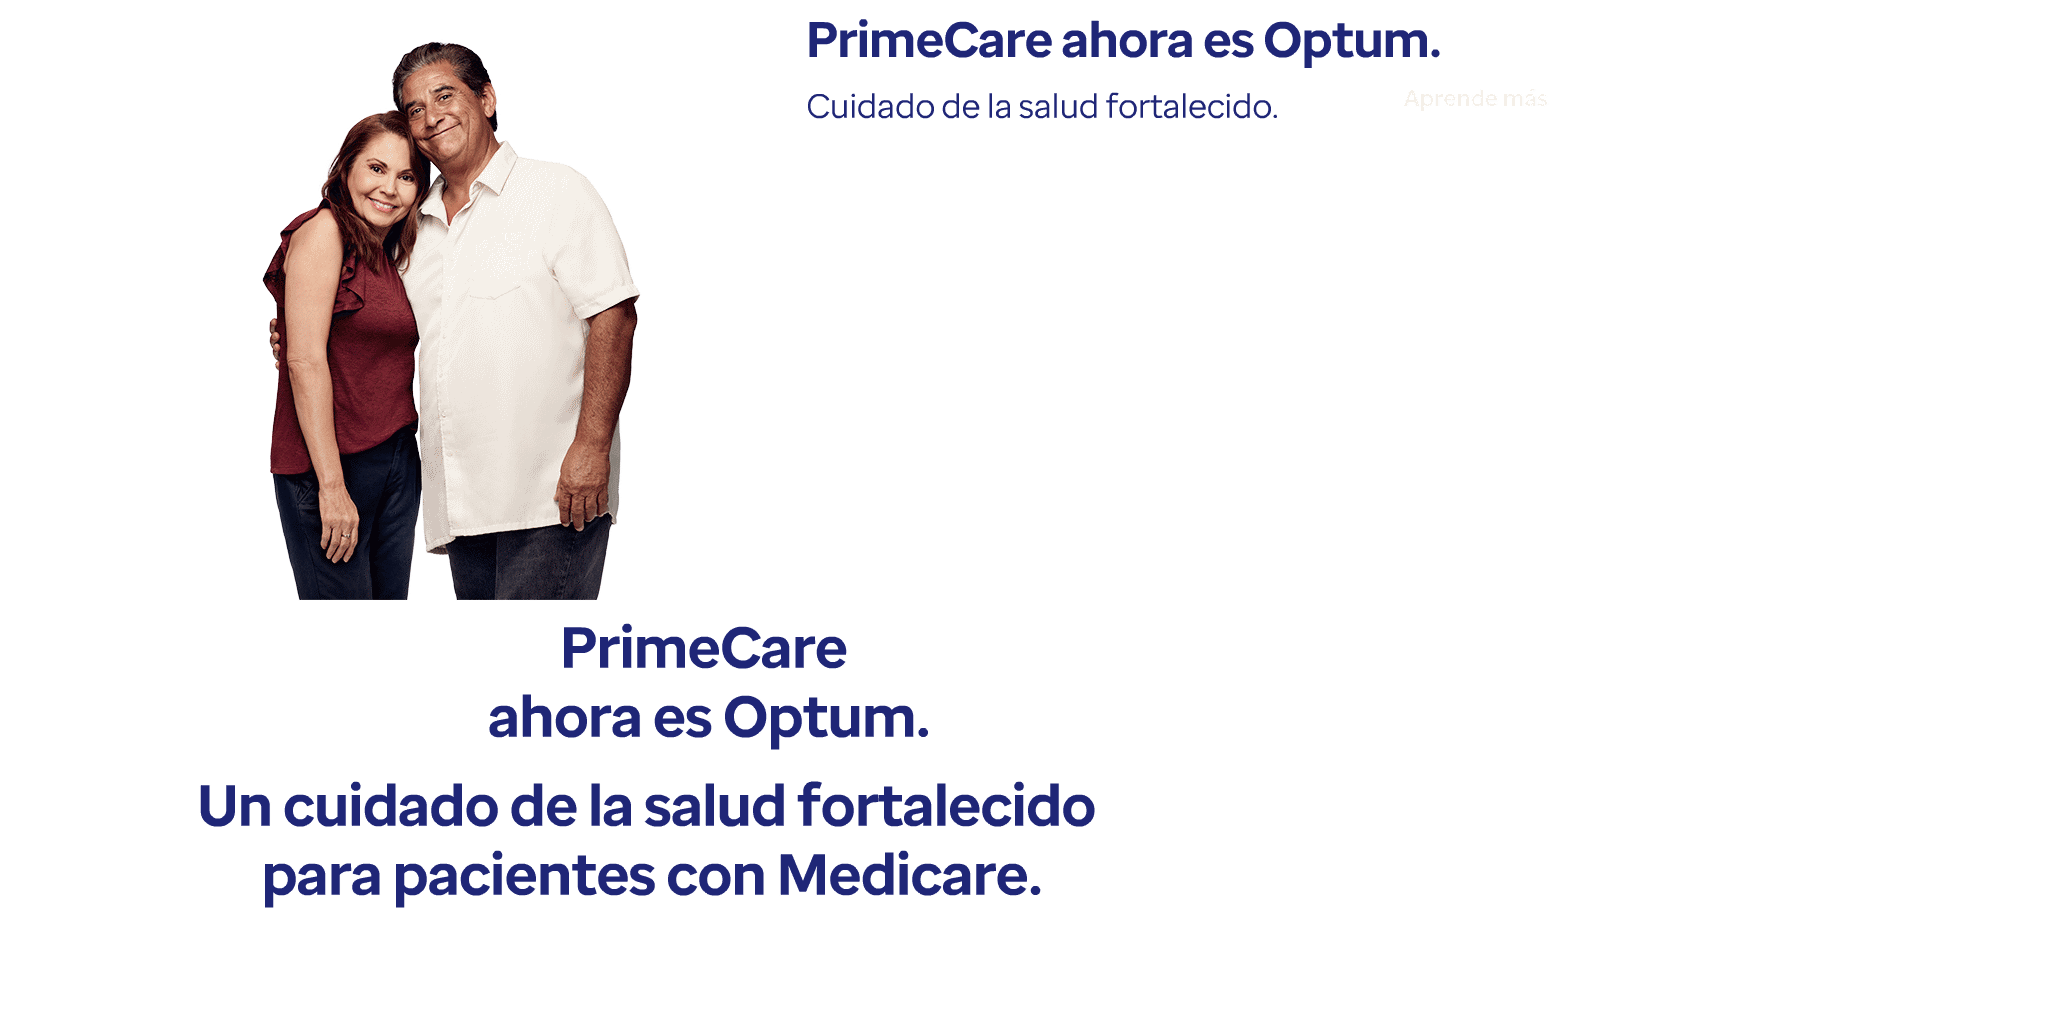 PrimeCare ahora es Optum.
Cuidado de la salud fortalecido.
Aprende más
PrimeCare
ahora es Optum.
Un cuidado de la salud fortalecido
para pacientes con Medicare.